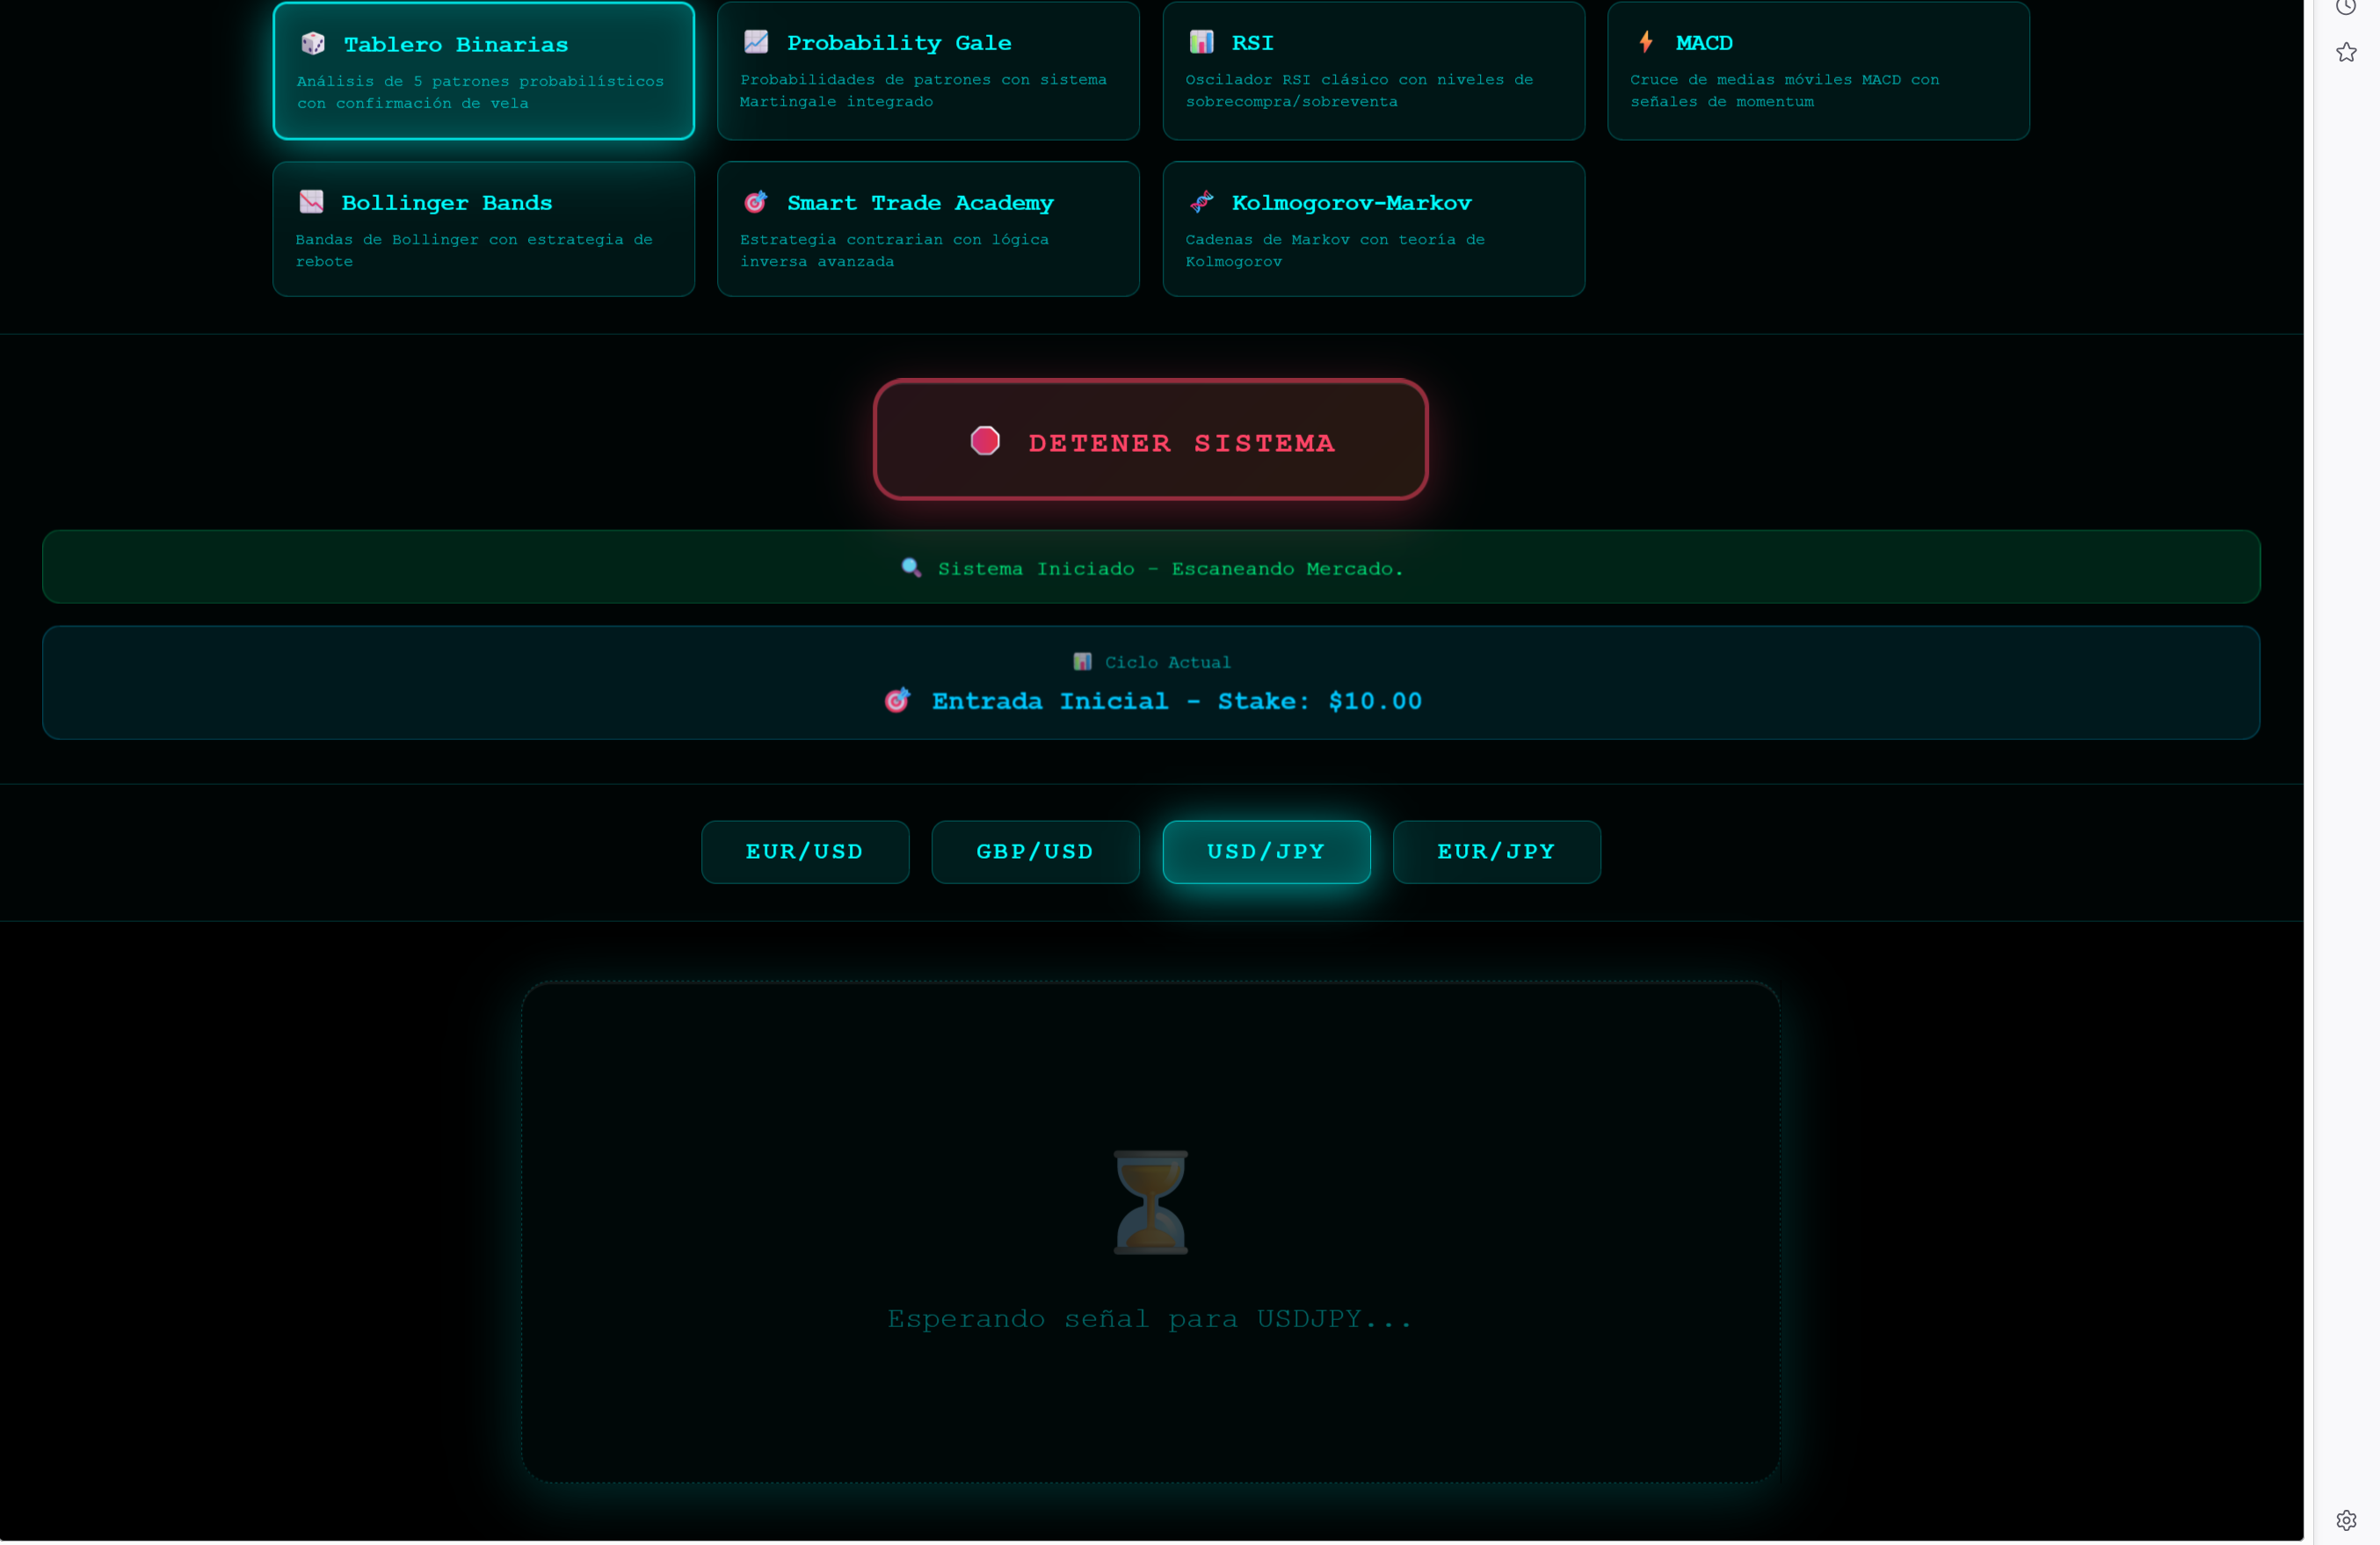 Tablero Binarias
Análisis de 5 patrones probabilísticos
con confirmación de vela
Probability Gale
Probabilidades de patrones con sistema
Martingale integrado
RSI
Oscilador RSI clásico con niveles de
sobrecompra/sobreventa
MACD
Cruce de medias móviles MACD con
señales de momentum
Bollinger Bands
Bandas de Bollinger con estrategia de
rebote
Smart Trade Academy
Estrategia contrarian con lógica
inversa avanzada
Kolmogorov-Markov
Cadenas de Markov con teoría de
Kolmogorov
DETENER SISTEMA
Sistema Iniciado - Escaneando Mercado.
Ciclo Actual
Entrada Inicial - Stake: $10.00
EUR/USD
GBP/USD
USD/JPY
EUR/JPY
Esperando señal para USDJPY...